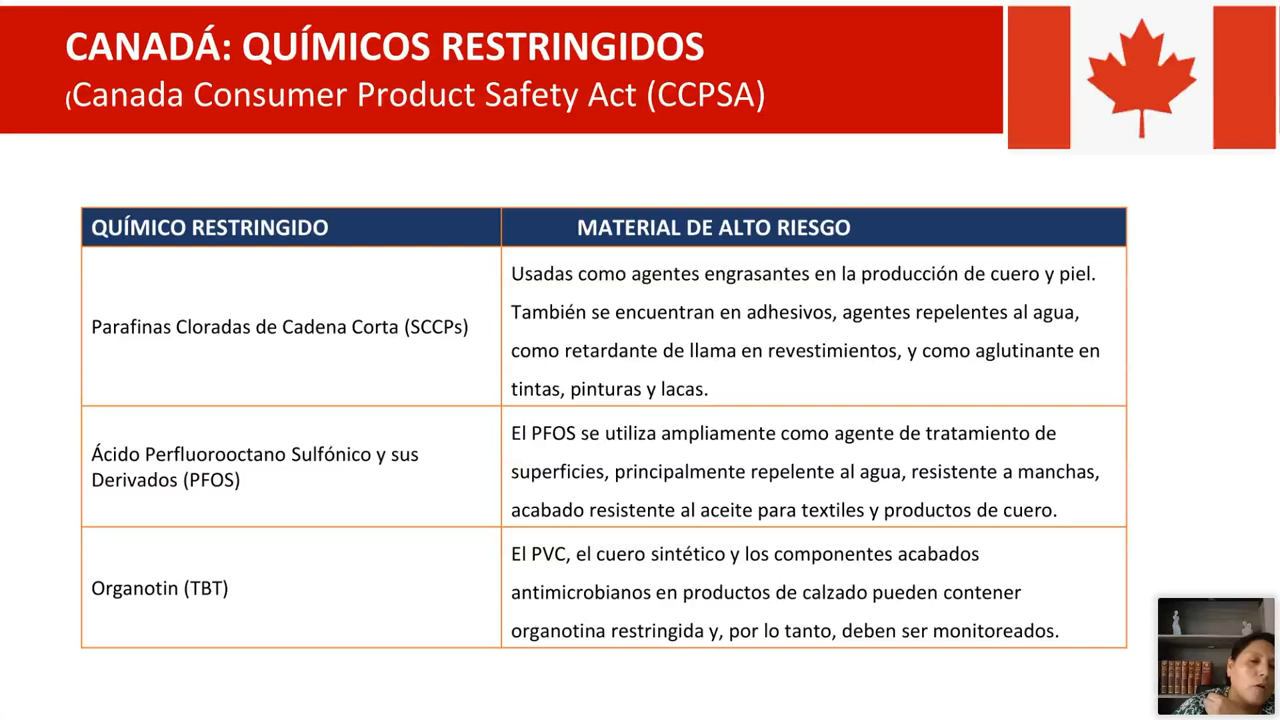 CANADÁ: QUÍMICOS RESTRINGIDOS
(Canada Consumer Product Safety Act (CCPSA)
QUÍMICO RESTRINGIDO
MATERIAL DE ALTO RIESGO
Parafinas Cloradas de Cadena Corta (SCCPs)
Usadas como agentes engrasantes en la producción de cuero y piel.
También se encuentran en adhesivos, agentes repelentes al agua,
como retardante de llama en revestimientos, y como aglutinante en
tintas, pinturas y lacas.
Ácido Perfluorooctano Sulfónico y sus
Derivados (PFOS)
El PFOS se utiliza ampliamente como agente de tratamiento de
superficies, principalmente repelente al agua, resistente a manchas,
acabado resistente al aceite para textiles y productos de cuero.
Organotin (TBT)
El PVC, el cuero sintético y los componentes acabados
antimicrobianos en productos de calzado pueden contener
organotina restringida y, por lo tanto, deben ser monitoreados.